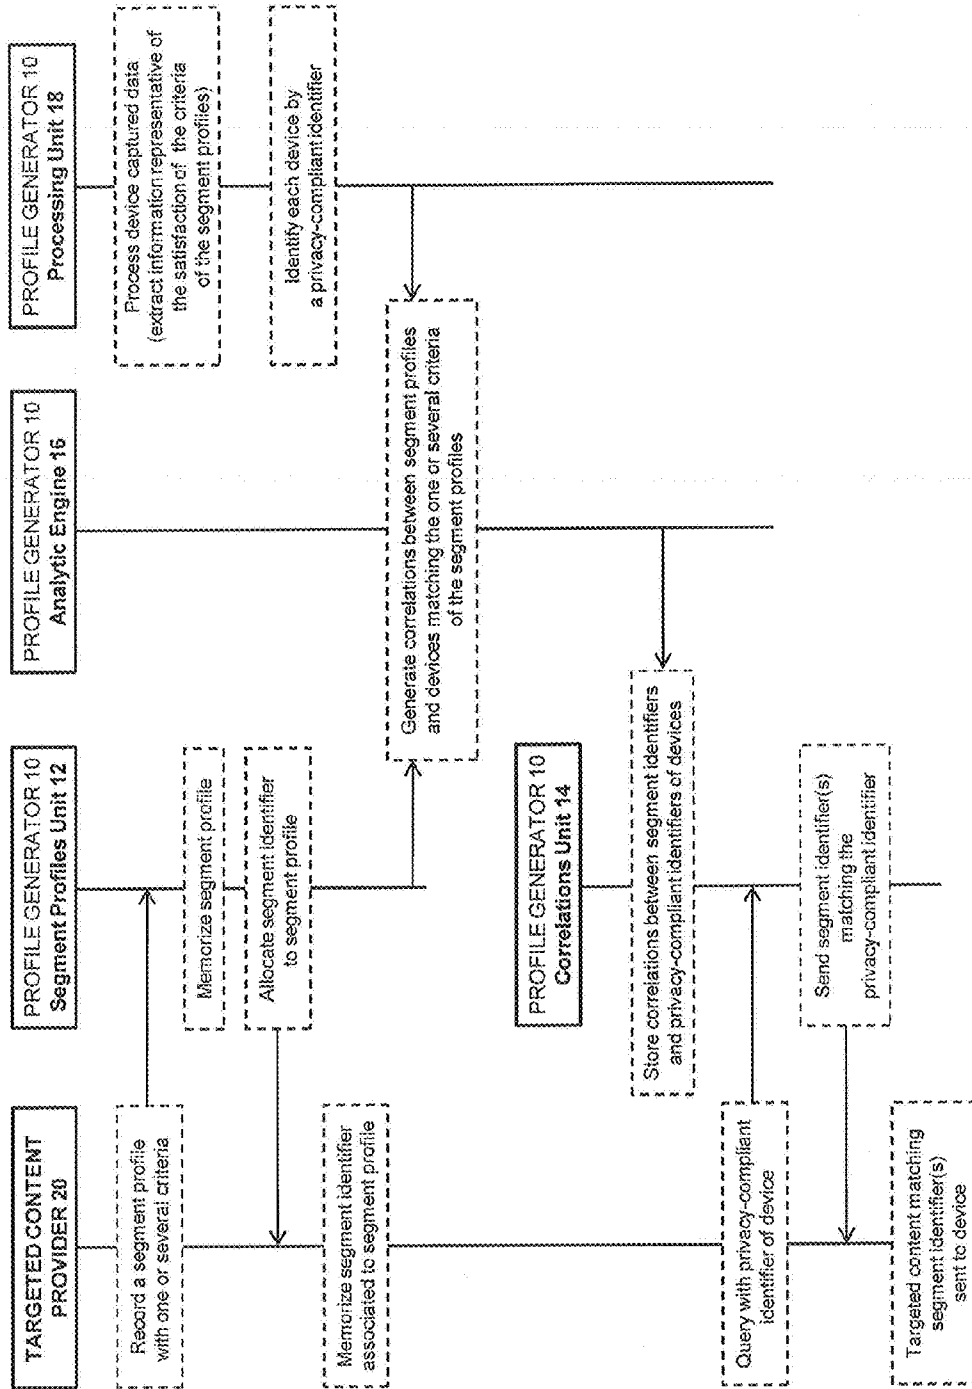 TARGETED CONTENT
PROVIDER 20
Record a segment profile
with one or several criteria
Memorize segment identifier
associated to segment profile
Query with privacy-compliant
identifier of device
Targeted content matching
segment identifier(s)
sent to device
PROFILE GENERATOR 10
Segment Profiles Unit 12
Memorize segment profile
Allocate segment identifier
to segment profile
PROFILE GENERATOR 10
Correlations Unit 14
Store correlations between segment identifiers
and privacy-compliant identifiers of devices
Send segment identifier(s)
matching the
privacy-compliant identifier
PROFILE GENERATOR 10
Analytic Engine 16
Generate correlations between segment profiles
and devices matching the one or several criteria
of the segment profiles
PROFILE GENERATOR 10
Processing Unit 18
Process device captured data
(extract information representative of
the satisfaction of the criteria
of the segment profiles)
Identify each device by
a privacy-compliant identifier